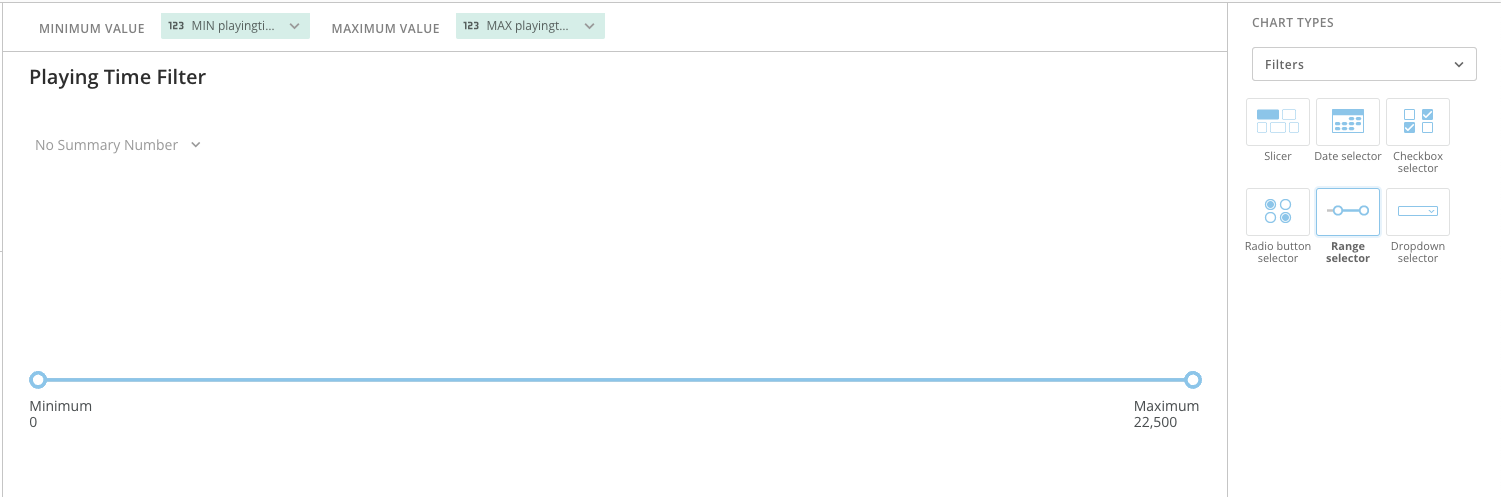 MINIMUM VALUE 123 MIN playingti... MAXIMUM VALUE 123 MAX playingt...
Playing Time Filter
No Summary Number
Minimum
0
Maximum
22,500
CHART TYPES
Filters
Slicer
Date selector
Checkbox
selector
Radio button
selector
Range
selector
Dropdown
selector